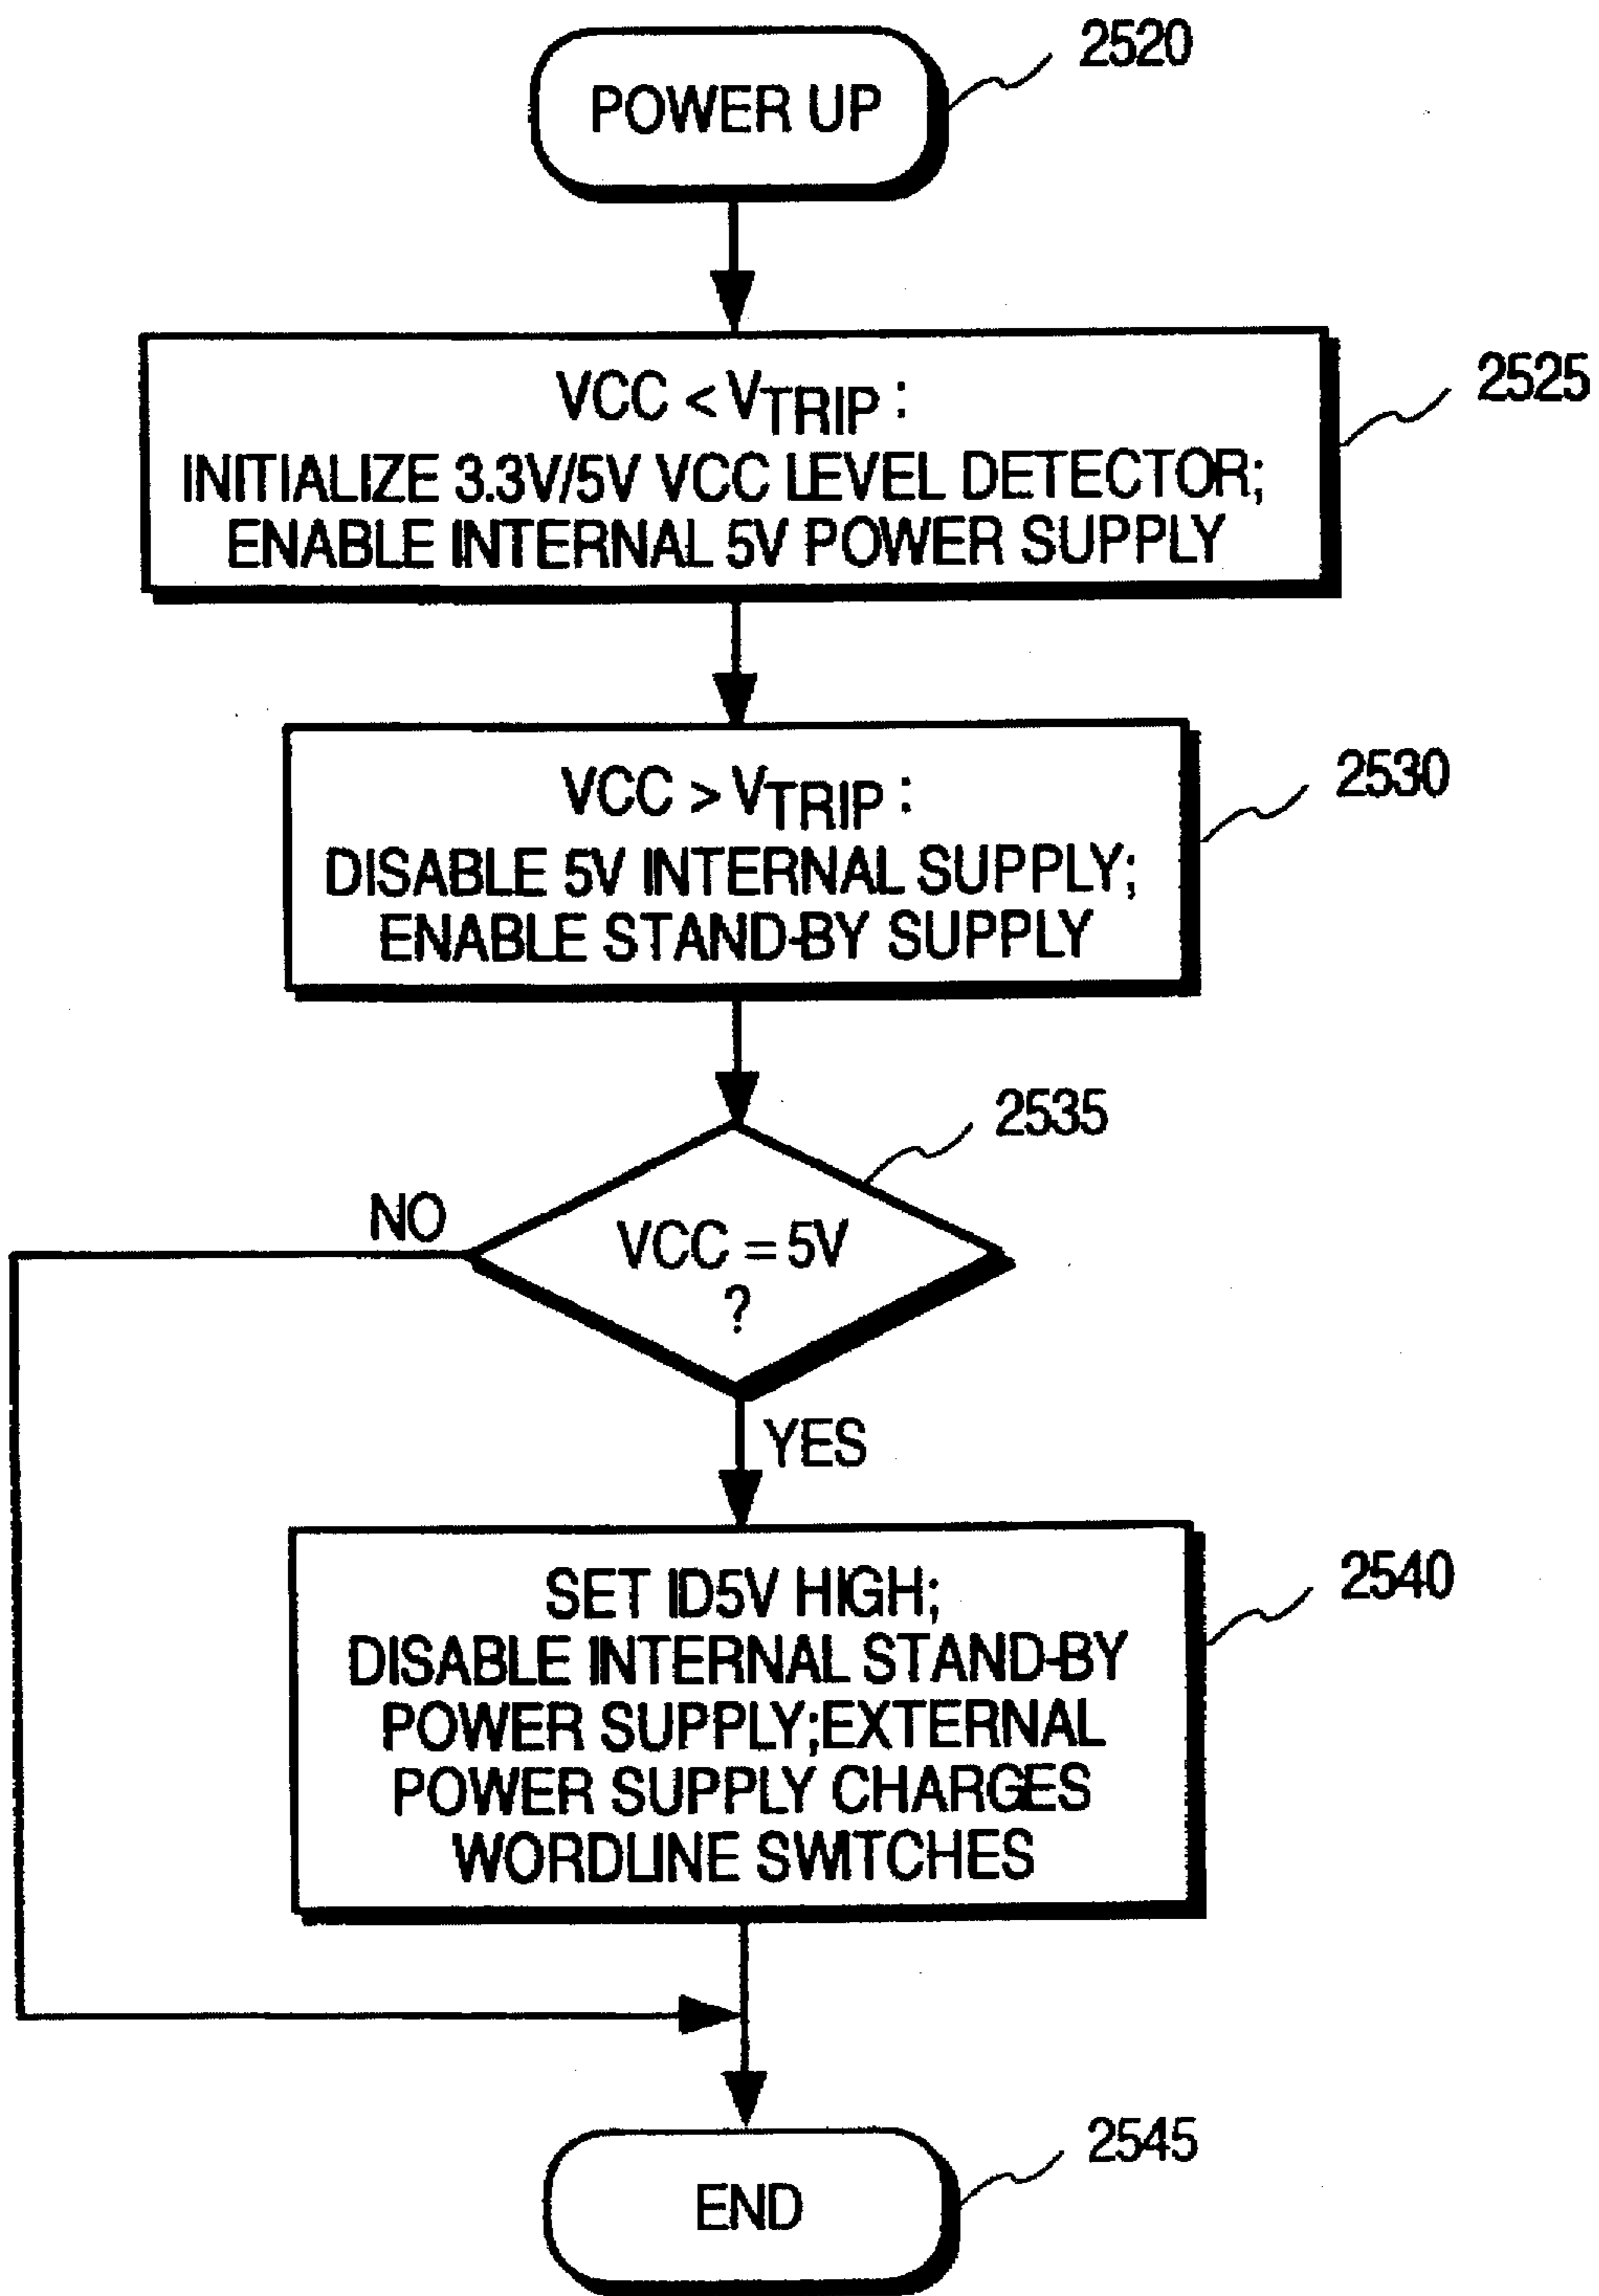 POWER UP
2520
VCC < VTRIP :
INITIALIZE 3.3V/5V VCC LEVEL DETECTOR;
ENABLE INTERNAL 5V POWER SUPPLY
2525
VCC > VTRIP :
DISABLE 5V INTERNAL SUPPLY;
ENABLE STAND-BY SUPPLY
2530
2535
NO
VCC = 5V
?
YES
SET ID5V HIGH;
DISABLE INTERNAL STAND-BY
POWER SUPPLY;EXTERNAL
POWER SUPPLY CHARGES
WORDLINE SWITCHES
2540
END
2545